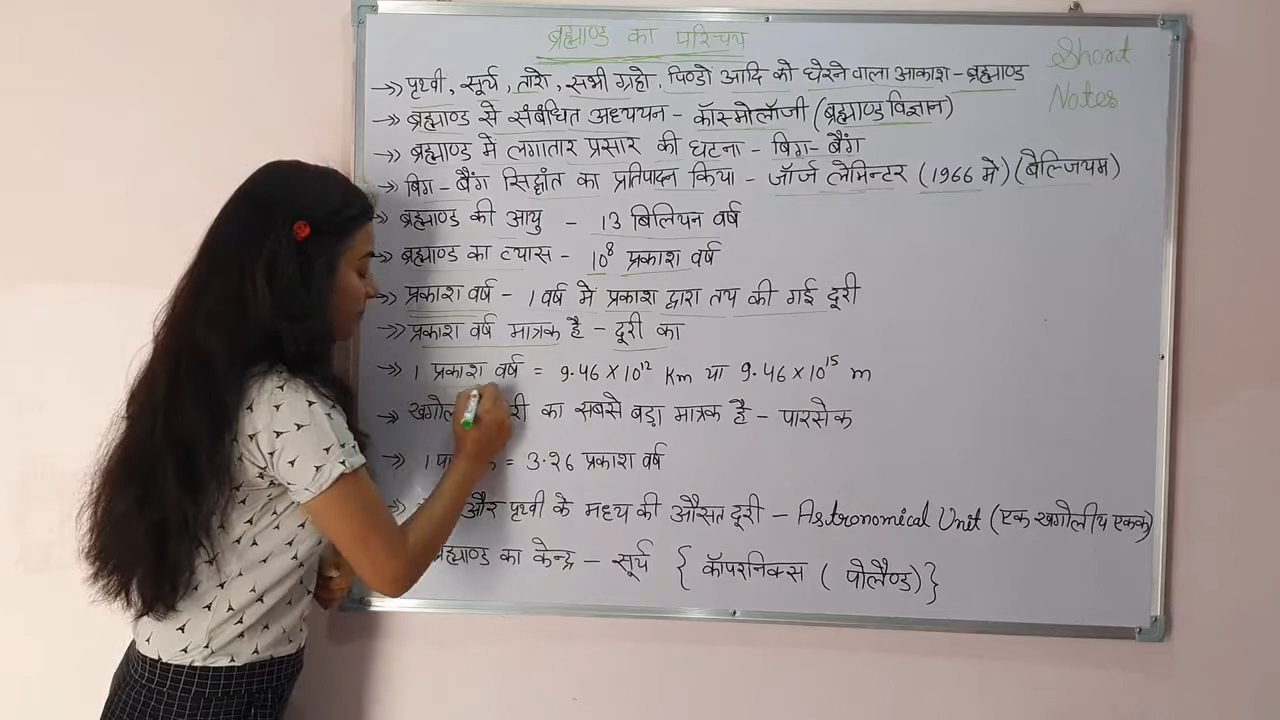 ब्रह्माण्ड का परिचय
Short
Notes
→ पृथ्वी, सूर्य, तारो, सभी ग्रहो, पिण्डों आदि को घेरने वाला आकाश - ब्रह्माण्ड
→ ब्रह्माण्ड से संबंधित अध्ययन - कॉस्मोलॉजी (ब्रह्माण्ड विज्ञान)
→ ब्रह्माण्ड में लगातार प्रसार की घटना - बिग-बैंग
→ बिग-बैंग सिद्धांत का प्रतिपादन किया - जॉर्ज लेमिन्टर (1966 मे) (बेल्जियम)
→ ब्रह्माण्ड की आयु - 13 बिलियन वर्ष
→ ब्रह्माण्ड का व्यास - 10⁸ प्रकाश वर्ष
→ प्रकाश वर्ष - 1 वर्ष में प्रकाश द्वारा तय की गई दूरी
→ प्रकाश वर्ष मात्रक है - दूरी का
→ 1 प्रकाश वर्ष = 9.46 × 10¹² Km या 9.46 × 10¹⁵ m
→ का सबसे बड़ा मात्रक है - पारसेक
→ 1 = 3.26 प्रकाश वर्ष
→ और पृथ्वी के मध्य की औसत दूरी - Astronomical Unit (एक खगोलीय एकक)
ब्रह्माण्ड का केन्द्र - सूर्य { कॉपरनिक्स ( पोलैण्ड) }